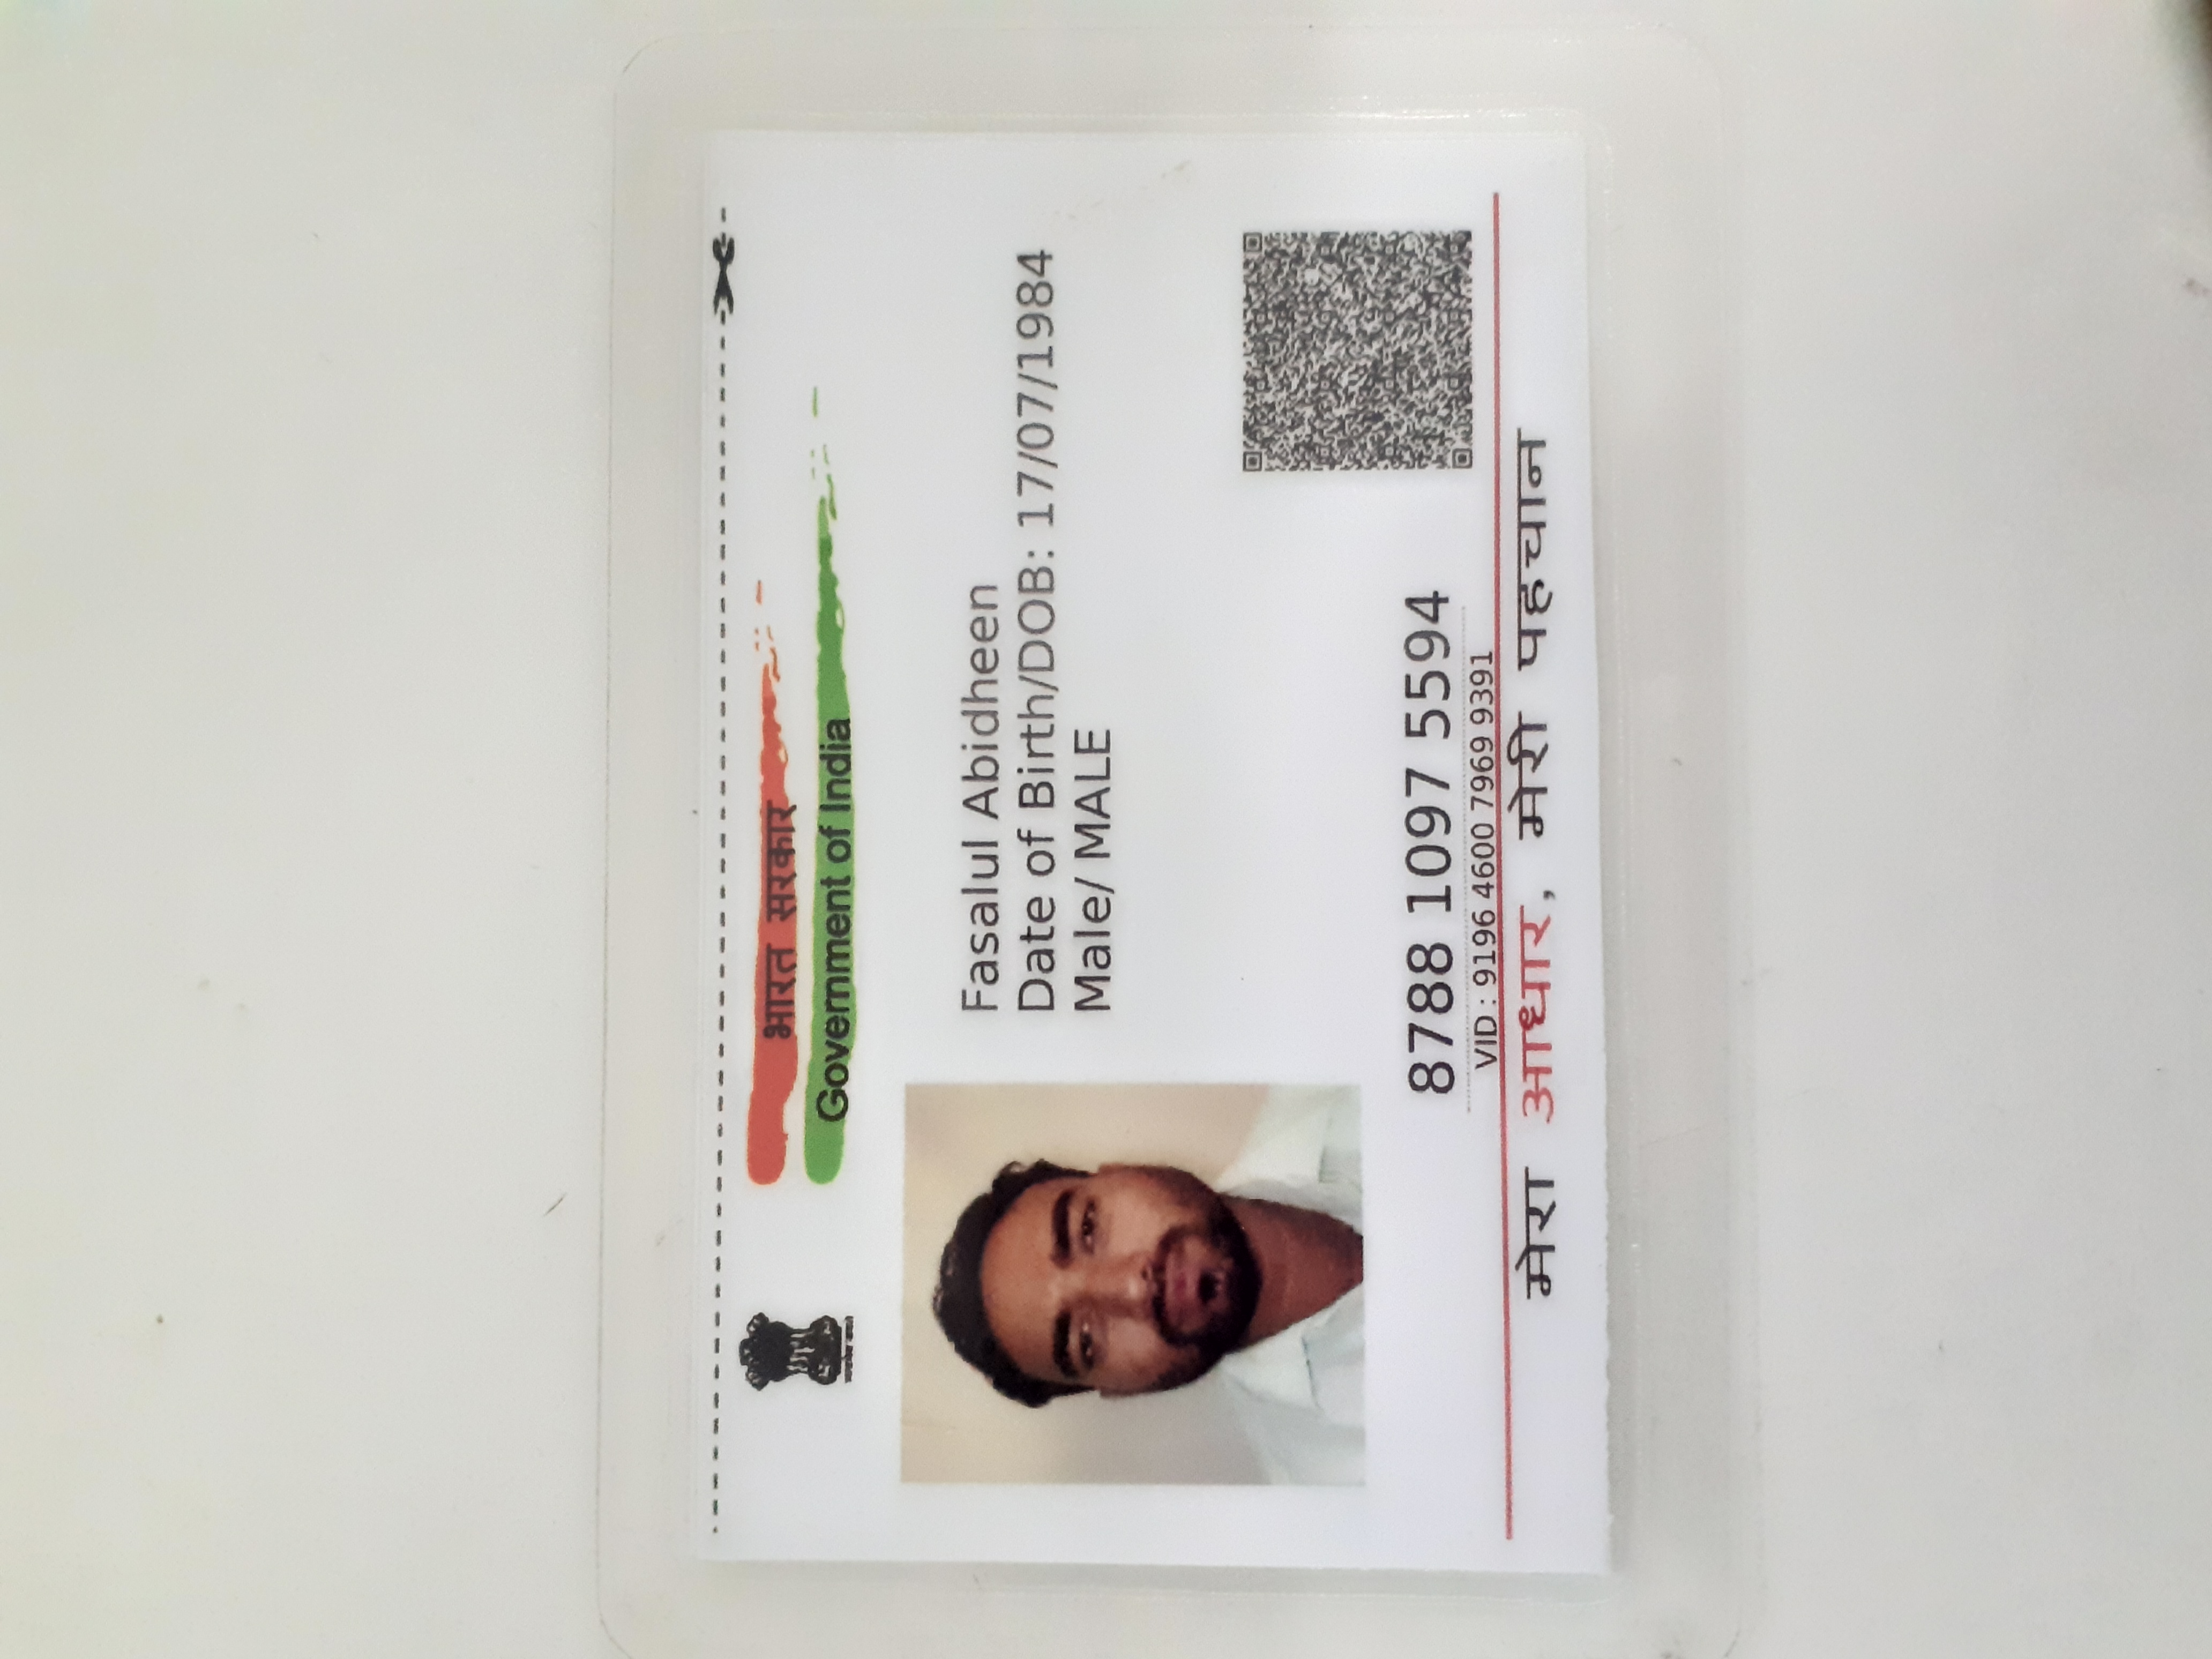 भारत सरकार
Government of India
Fasalul Abidheen
Date of Birth/DOB: 17/07/1984
Male/ MALE
8788 1097 5594
VID : 9196 4600 7969 9391
मेरा आधार, मेरी पहचान